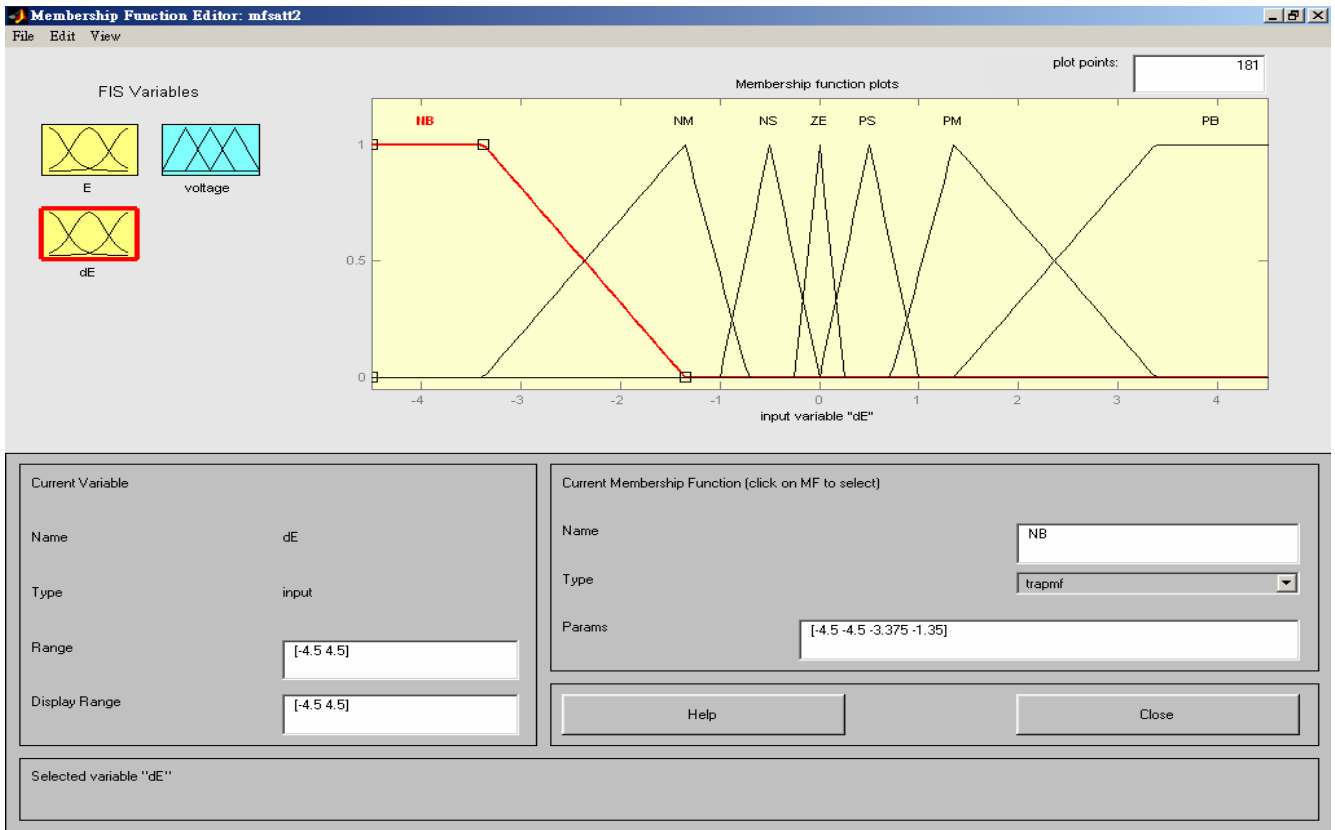 Membership Function Editor: mfsatt2
File Edit View
plot points: 181
FIS Variables
Membership function plots
E voltage
dE
NB NM NS ZE PS PM PB
1
0.5
0
-4 -3 -2 -1 0 1 2 3 4
input variable "dE"
Current Variable
Name dE
Type input
Range [-4.5 4.5]
Display Range [-4.5 4.5]
Current Membership Function (click on MF to select)
Name NB
Type trapmf
Params [-4.5 -4.5 -3.375 -1.35]
Help Close
Selected variable "dE"